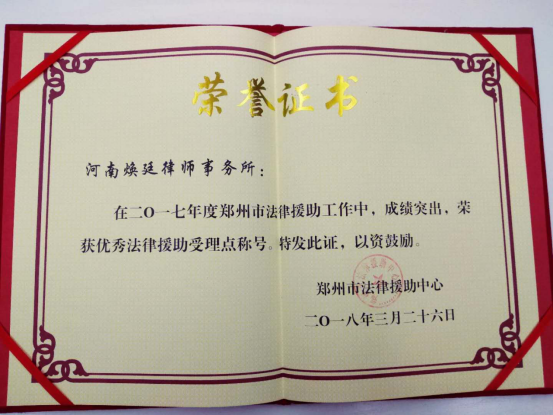 荣誉证书
河南焕廷律师事务所：
在二〇一七年度郑州市法律援助工作中，成绩突出，荣
获优秀法律援助受理点称号。特发此证，以资鼓励。
郑州市法律援助中心
二〇一八年三月二十六日